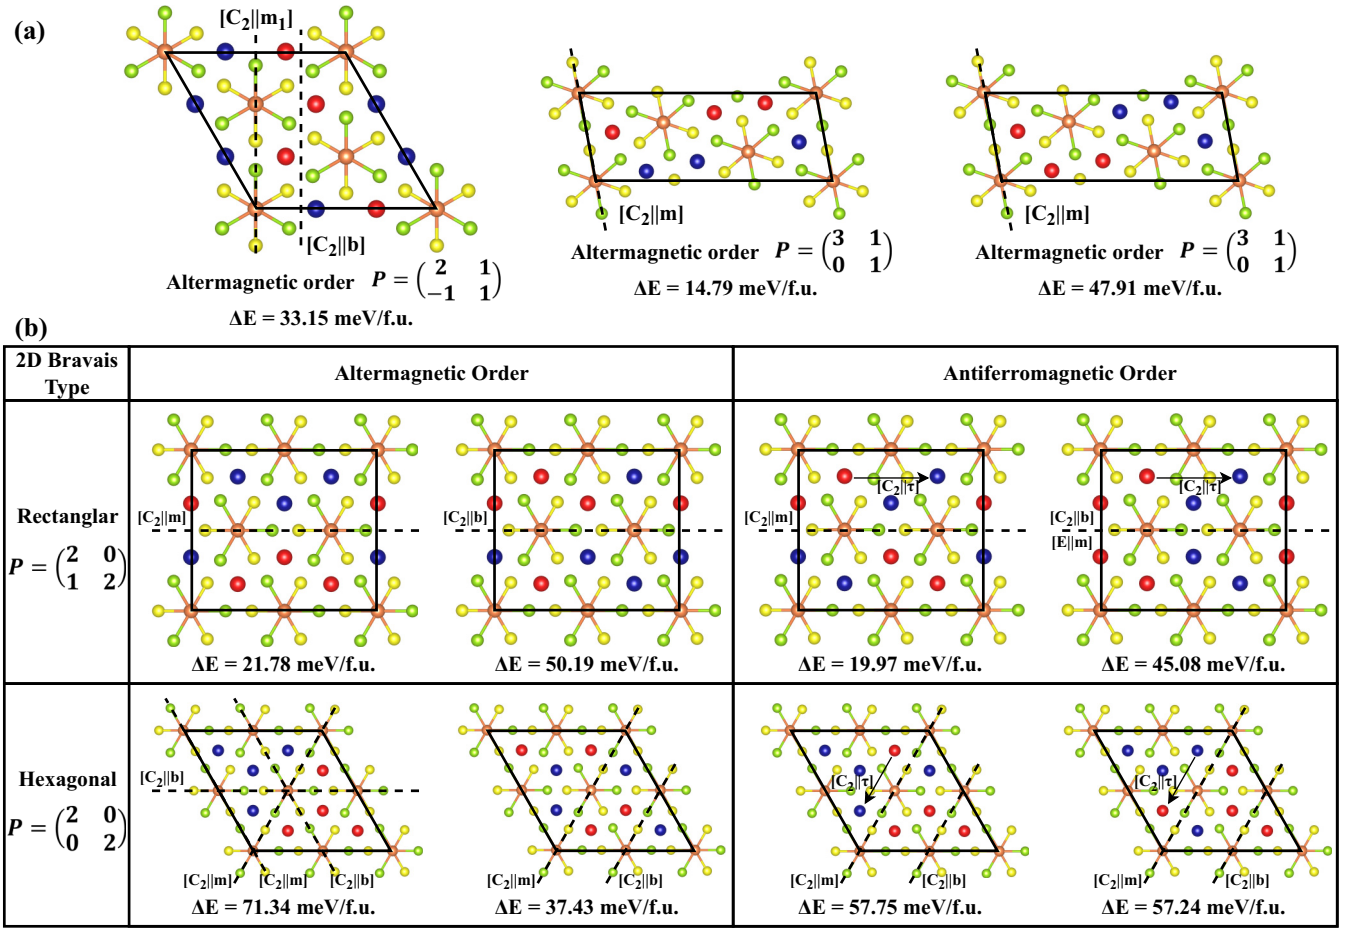 (a)
[C₂||m₁]
[C₂||b]
Altermagnetic order P = (2 1
−1 1)
ΔE = 33.15 meV/f.u.
[C₂||m]
Altermagnetic order P = (3 1
0 1)
ΔE = 14.79 meV/f.u.
[C₂||m]
Altermagnetic order P = (3 1
0 1)
ΔE = 47.91 meV/f.u.
(b)
2D Bravais
Type
Altermagnetic Order
Antiferromagnetic Order
Rectanglar
P = (2 0
1 2)
[C₂||m]
ΔE = 21.78 meV/f.u.
[C₂||b]
ΔE = 50.19 meV/f.u.
[C₂||τ]
[C₂||m]
ΔE = 19.97 meV/f.u.
[C₂||τ]
[C₂||b]
[E||m]
ΔE = 45.08 meV/f.u.
Hexagonal
P = (2 0
0 2)
[C₂||b]
[C₂||m] [C₂||m] [C₂||b]
ΔE = 71.34 meV/f.u.
[C₂||m] [C₂||b]
ΔE = 37.43 meV/f.u.
[C₂||τ]
[C₂||m] [C₂||b]
ΔE = 57.75 meV/f.u.
[C₂||τ]
[C₂||m] [C₂||b]
ΔE = 57.24 meV/f.u.